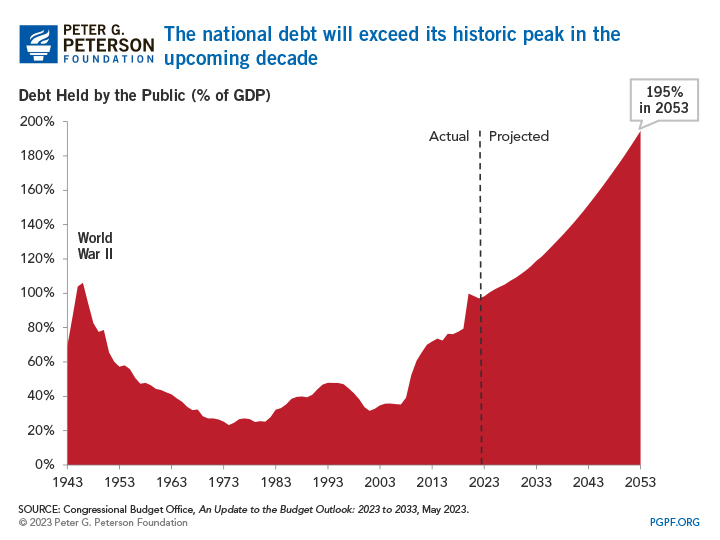 PETER G.
PETERSON
FOUNDATION
The national debt will exceed its historic peak in the
upcoming decade
Debt Held by the Public (% of GDP)
195%
in 2053
200%
180%
160%
140%
120%
100%
80%
60%
40%
20%
0%
Actual
Projected
World
War II
1943
1953
1963
1973
1983
1993
2003
2013
2023
2033
2043
2053
SOURCE: Congressional Budget Office, An Update to the Budget Outlook: 2023 to 2033, May 2023.
© 2023 Peter G. Peterson Foundation
PGPF.ORG